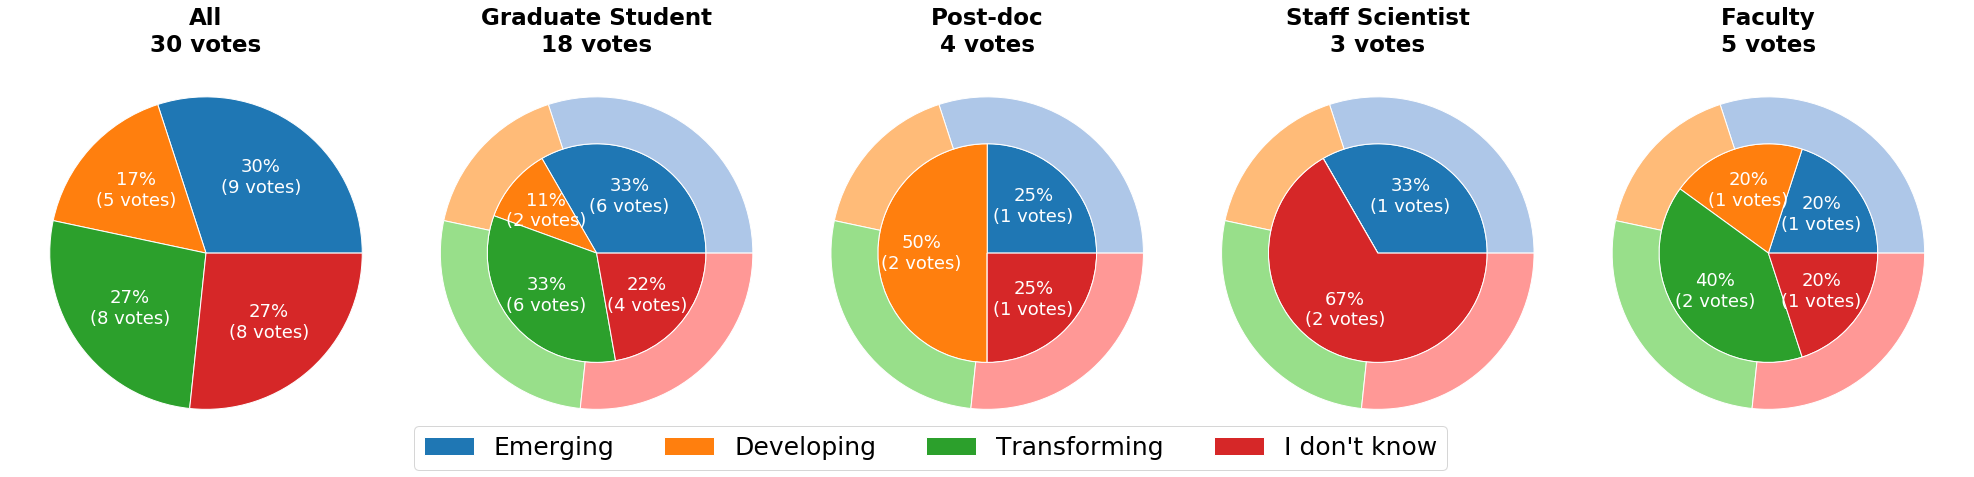 All
30 votes
30%
(9 votes)
17%
(5 votes)
27%
(8 votes)
27%
(8 votes)
Graduate Student
18 votes
33%
(6 votes)
11%
(2 votes)
33%
(6 votes)
22%
(4 votes)
Post-doc
4 votes
25%
(1 votes)
50%
(2 votes)
25%
(1 votes)
Staff Scientist
3 votes
33%
(1 votes)
67%
(2 votes)
Faculty
5 votes
20%
(1 votes)
20%
(1 votes)
40%
(2 votes)
20%
(1 votes)
Emerging
Developing
Transforming
I don't know